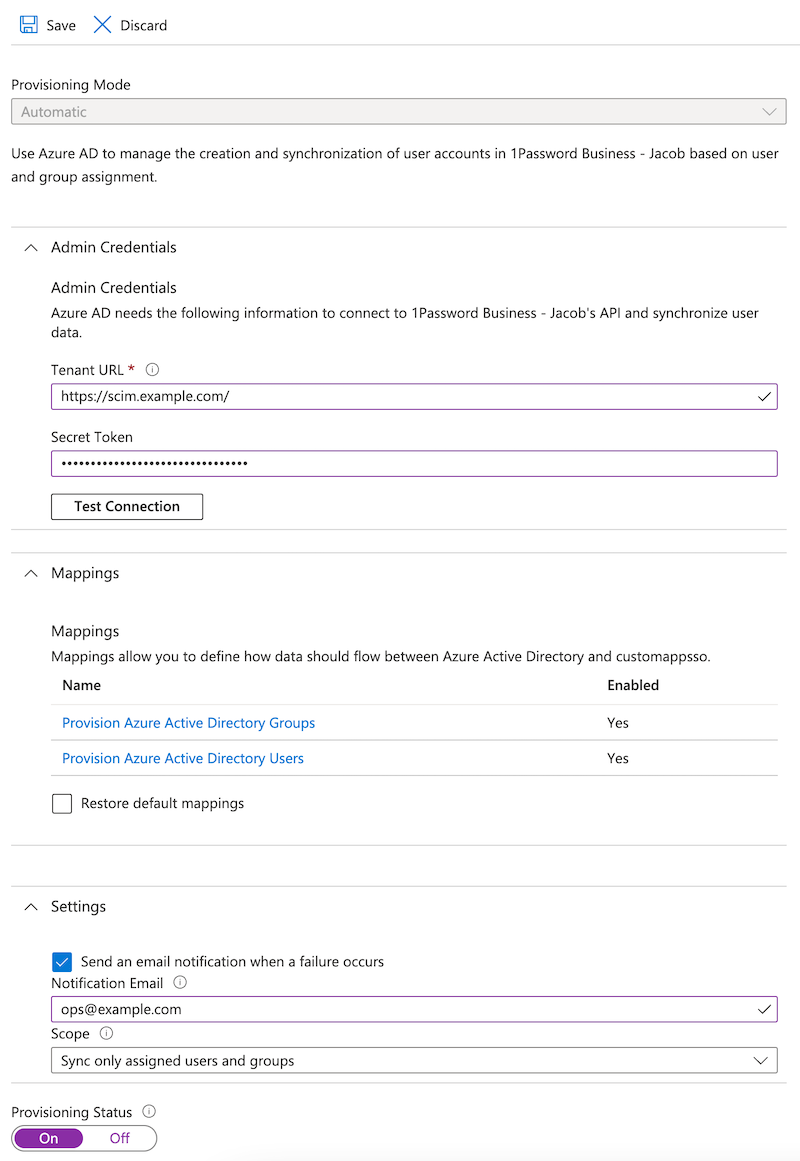 Save Discard
Provisioning Mode
Automatic
Use Azure AD to manage the creation and synchronization of user accounts in 1Password Business - Jacob based on user
and group assignment.
Admin Credentials
Admin Credentials
Azure AD needs the following information to connect to 1Password Business - Jacob's API and synchronize user
data.
Tenant URL *
https://scim.example.com/
Secret Token
••••••••••••••••••••••••••••••••
Test Connection
Mappings
Mappings
Mappings allow you to define how data should flow between Azure Active Directory and customappsso.
Name Enabled
Provision Azure Active Directory Groups Yes
Provision Azure Active Directory Users Yes
Restore default mappings
Settings
Send an email notification when a failure occurs
Notification Email
ops@example.com
Scope
Sync only assigned users and groups
Provisioning Status
On Off